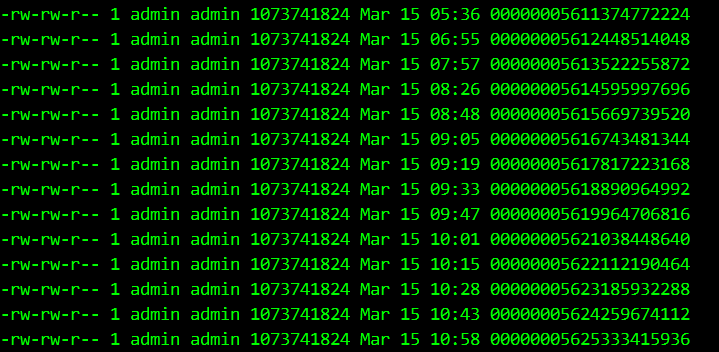 -rw-rw-r-- 1 admin admin 1073741824 Mar 15 05:36 00000005611374772224
-rw-rw-r-- 1 admin admin 1073741824 Mar 15 06:55 00000005612448514048
-rw-rw-r-- 1 admin admin 1073741824 Mar 15 07:57 00000005613522255872
-rw-rw-r-- 1 admin admin 1073741824 Mar 15 08:26 00000005614595997696
-rw-rw-r-- 1 admin admin 1073741824 Mar 15 08:48 00000005615669739520
-rw-rw-r-- 1 admin admin 1073741824 Mar 15 09:05 00000005616743481344
-rw-rw-r-- 1 admin admin 1073741824 Mar 15 09:19 00000005617817223168
-rw-rw-r-- 1 admin admin 1073741824 Mar 15 09:33 00000005618890964992
-rw-rw-r-- 1 admin admin 1073741824 Mar 15 09:47 00000005619964706816
-rw-rw-r-- 1 admin admin 1073741824 Mar 15 10:01 00000005621038448640
-rw-rw-r-- 1 admin admin 1073741824 Mar 15 10:15 00000005622112190464
-rw-rw-r-- 1 admin admin 1073741824 Mar 15 10:28 00000005623185932288
-rw-rw-r-- 1 admin admin 1073741824 Mar 15 10:43 00000005624259674112
-rw-rw-r-- 1 admin admin 1073741824 Mar 15 10:58 00000005625333415936